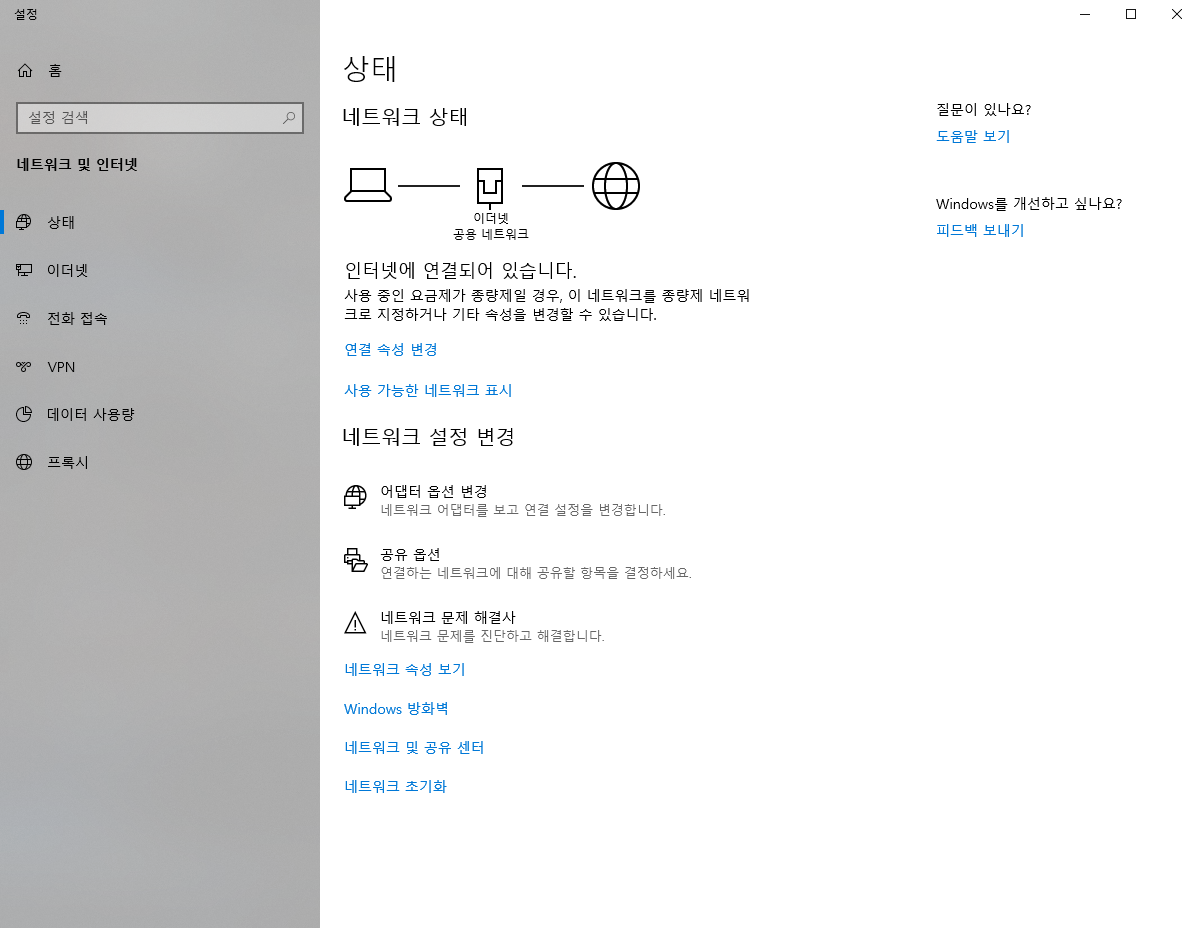 설정
홈
설정 검색
네트워크 및 인터넷
상태
이더넷
전화 접속
VPN
데이터 사용량
프록시
상태
네트워크 상태
이더넷
공용 네트워크
인터넷에 연결되어 있습니다.
사용 중인 요금제가 종량제일 경우, 이 네트워크를 종량제 네트워
크로 지정하거나 기타 속성을 변경할 수 있습니다.
연결 속성 변경
사용 가능한 네트워크 표시
네트워크 설정 변경
어댑터 옵션 변경
네트워크 어댑터를 보고 연결 설정을 변경합니다.
공유 옵션
연결하는 네트워크에 대해 공유할 항목을 결정하세요.
네트워크 문제 해결사
네트워크 문제를 진단하고 해결합니다.
네트워크 속성 보기
Windows 방화벽
네트워크 및 공유 센터
네트워크 초기화
질문이 있나요?
도움말 보기
Windows를 개선하고 싶나요?
피드백 보내기